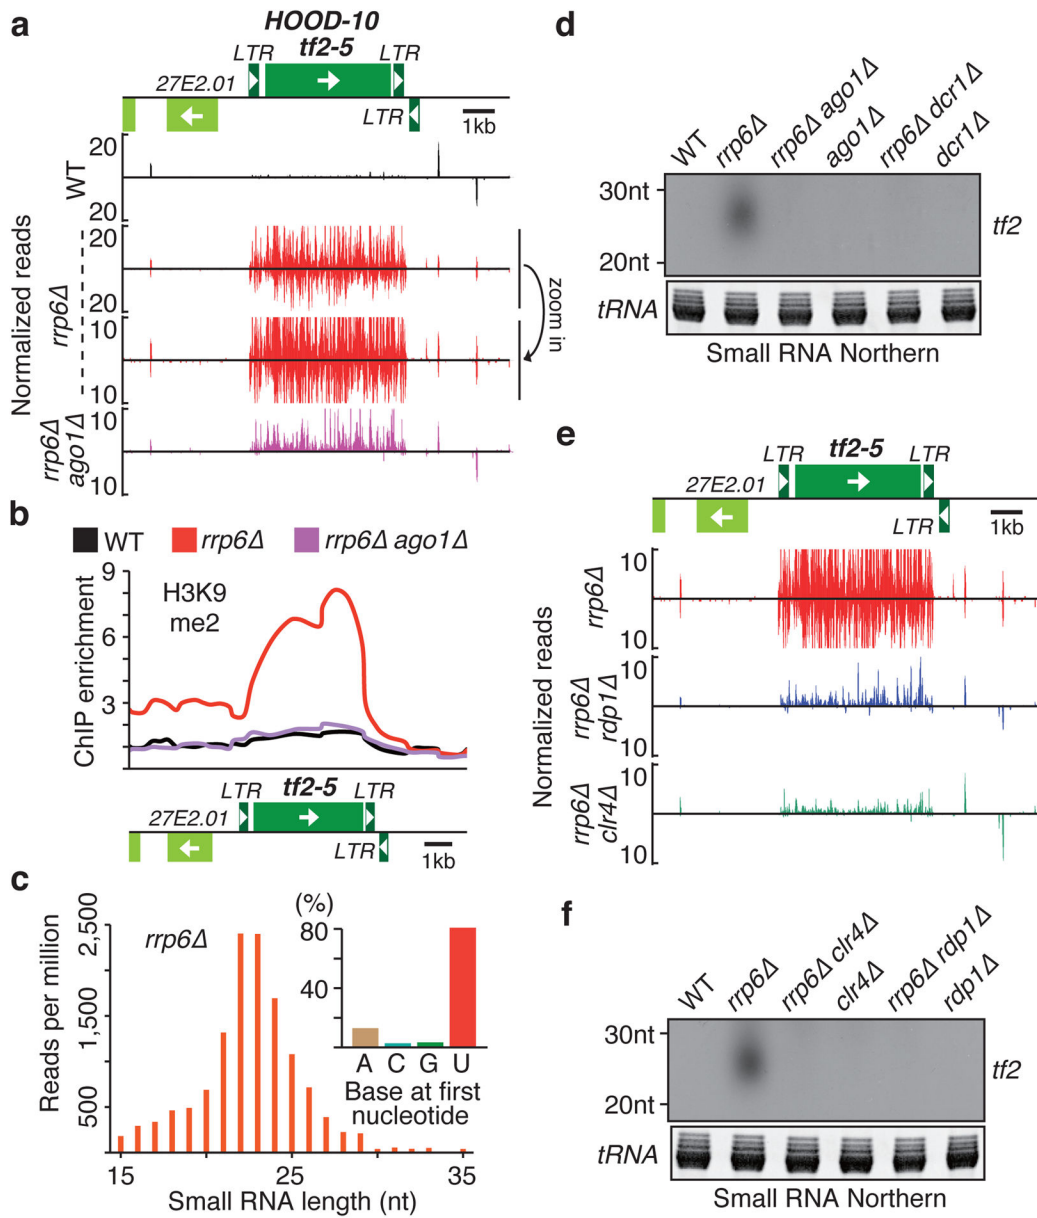 a
HOOD-10
LTR tf2-5 LTR
27E2.01
LTR
1kb
Normalized reads
WT
20
20
rrp6Δ
20
20
10
10
zoom in
rrp6Δ
ago1Δ
10
10
b
WT rrp6Δ rrp6Δ ago1Δ
ChIP enrichment
9
6
3
H3K9
me2
LTR tf2-5 LTR
27E2.01
LTR
1kb
c
Reads per million
2,500
1,500
500
rrp6Δ
15 25 35
Small RNA length (nt)
(%)
80
40
A C G U
Base at first
nucleotide
d
WT rrp6Δ rrp6Δ ago1Δ ago1Δ rrp6Δ dcr1Δ dcr1Δ
30nt
20nt
tf2
tRNA
Small RNA Northern
e
LTR tf2-5 LTR
27E2.01
LTR
1kb
Normalized reads
rrp6Δ
10
10
rrp6Δ
rdp1Δ
10
10
rrp6Δ
clr4Δ
10
10
f
WT rrp6Δ rrp6Δ clr4Δ clr4Δ rrp6Δ rdp1Δ rdp1Δ
30nt
20nt
tf2
tRNA
Small RNA Northern